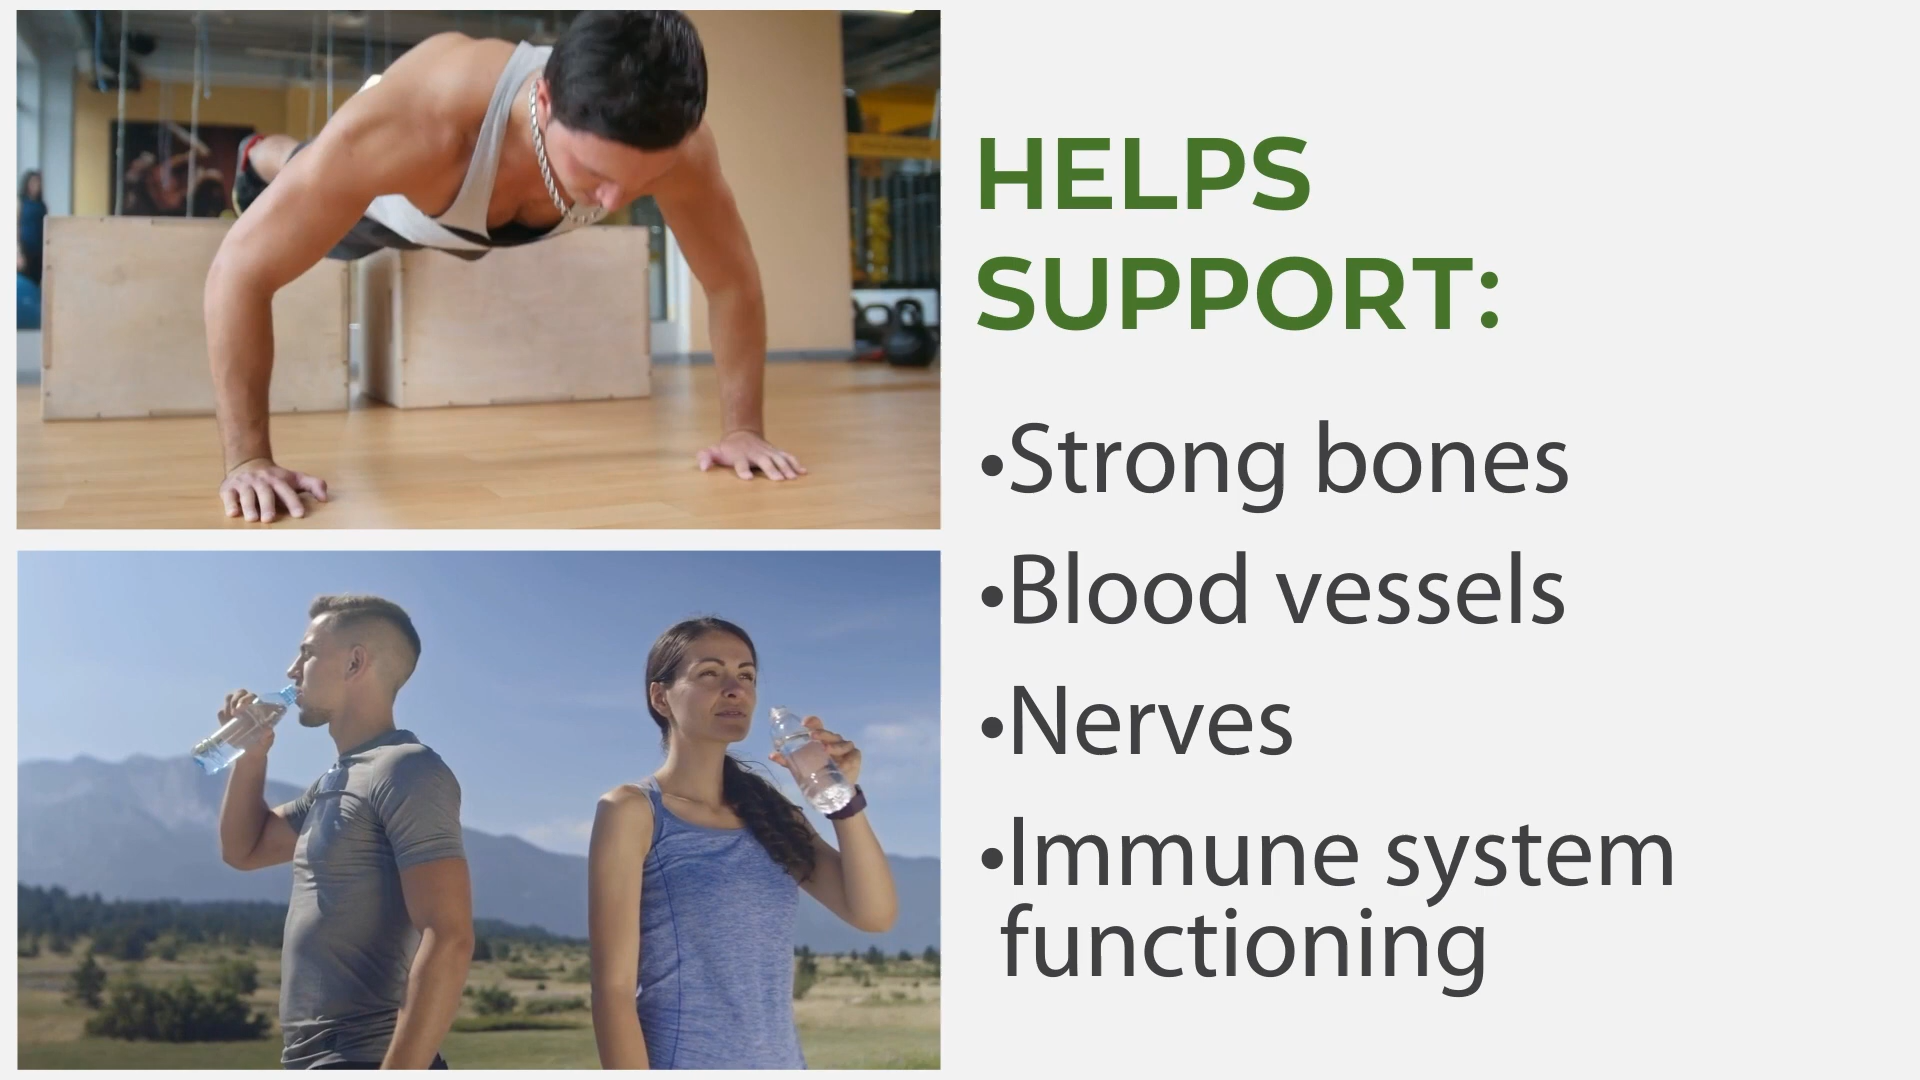 HELPS
SUPPORT:
•Strong bones
•Blood vessels
•Nerves
•Immune system
functioning